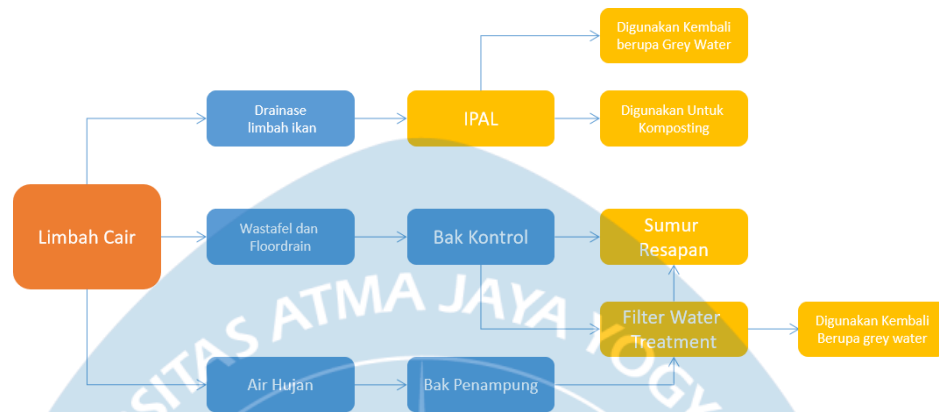 Digunakan Kembali
berupa Grey Water
Drainase
limbah ikan
IPAL
Digunakan Untuk
Komposting
Limbah Cair
Wastafel dan
Floordrain
Bak Kontrol
Sumur
Resapan
Filter Water
Treatment
Digunakan Kembali
Berupa grey water
Air Hujan
Bak Penampung
SITAS ATMA JAYA YOGY